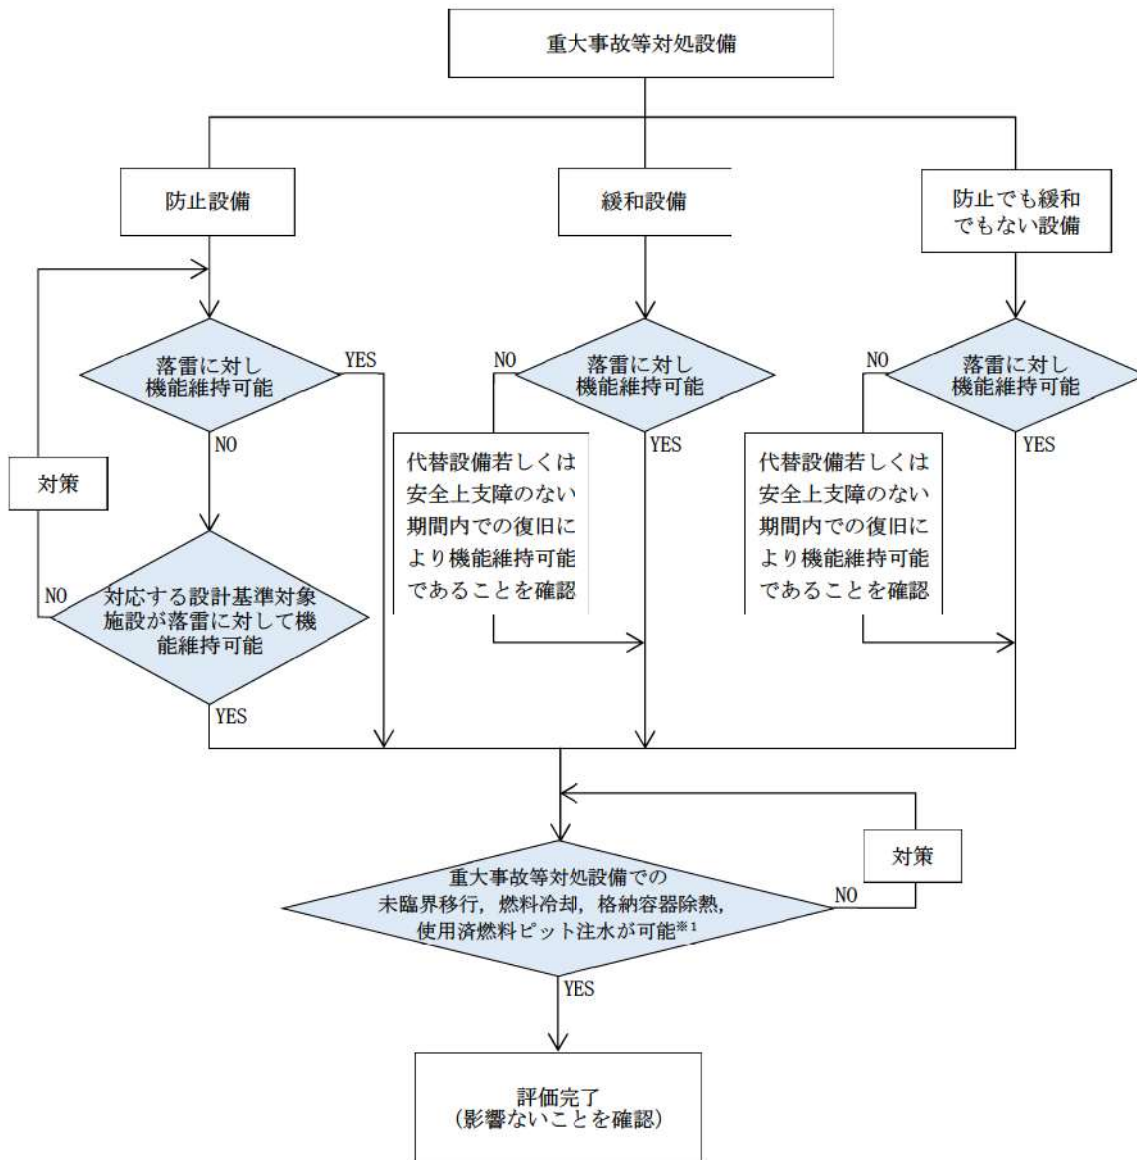 重大事故等対処設備
防止設備
緩和設備
防止でも緩和
でもない設備
落雷に対し
機能維持可能
YES
NO
対策
対応する設計基準対象
施設が落雷に対して機
能維持可能
NO
YES
落雷に対し
機能維持可能
NO
YES
代替設備若しくは
安全上支障のない
期間内での復旧に
より機能維持可能
であることを確認
落雷に対し
機能維持可能
NO
YES
代替設備若しくは
安全上支障のない
期間内での復旧に
より機能維持可能
であることを確認
重大事故等対処設備での
未臨界移行，燃料冷却，格納容器除熱，
使用済燃料ピット注水が可能※1
NO
対策
YES
評価完了
(影響ないことを確認)